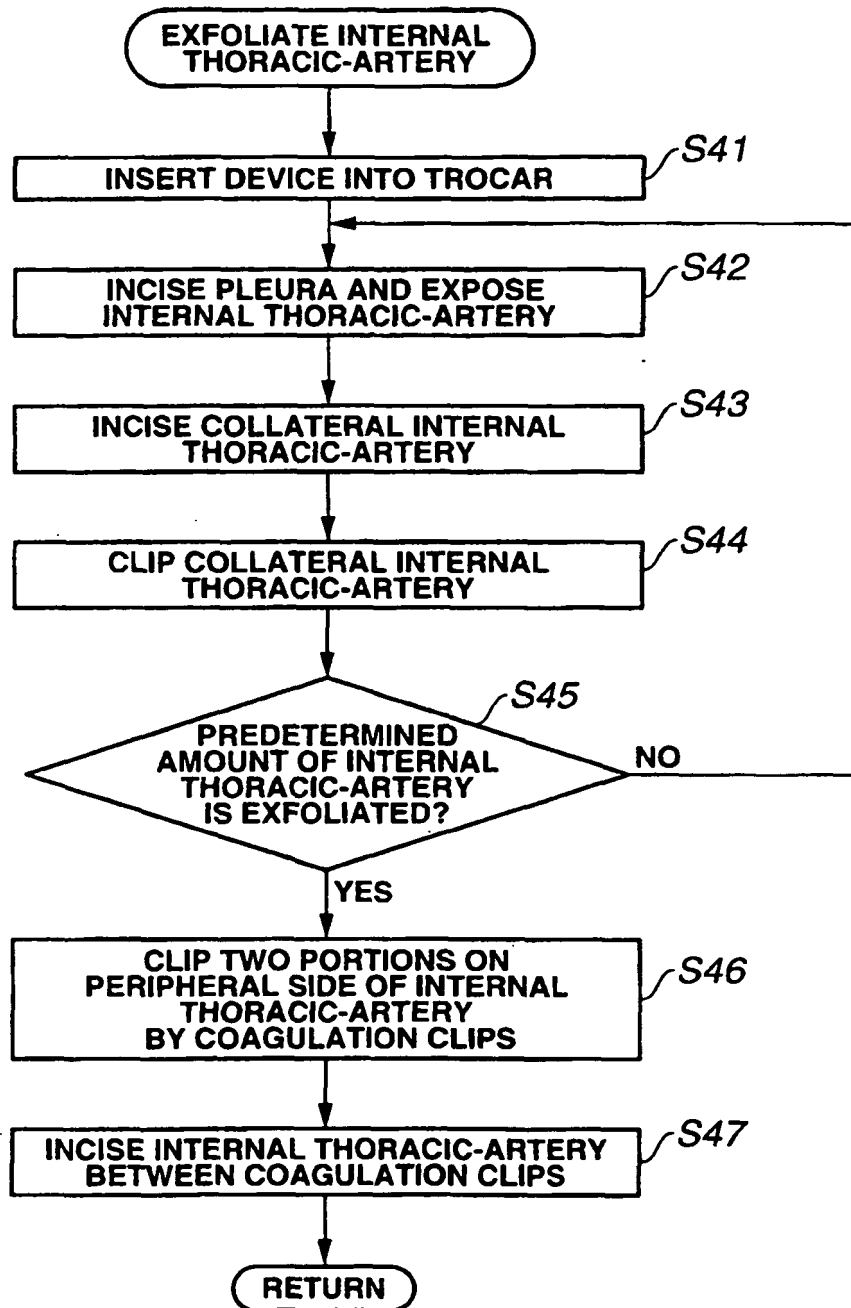 EXFOLIATE INTERNAL
THORACIC-ARTERY
S41
INSERT DEVICE INTO TROCAR
S42
INCISE PLEURA AND EXPOSE
INTERNAL THORACIC-ARTERY
S43
INCISE COLLATERAL INTERNAL
THORACIC-ARTERY
S44
CLIP COLLATERAL INTERNAL
THORACIC-ARTERY
S45
PREDETERMINED
AMOUNT OF INTERNAL
THORACIC-ARTERY
IS EXFOLIATED?
NO
YES
S46
CLIP TWO PORTIONS ON
PERIPHERAL SIDE OF INTERNAL
THORACIC-ARTERY
BY COAGULATION CLIPS
S47
INCISE INTERNAL THORACIC-ARTERY
BETWEEN COAGULATION CLIPS
RETURN